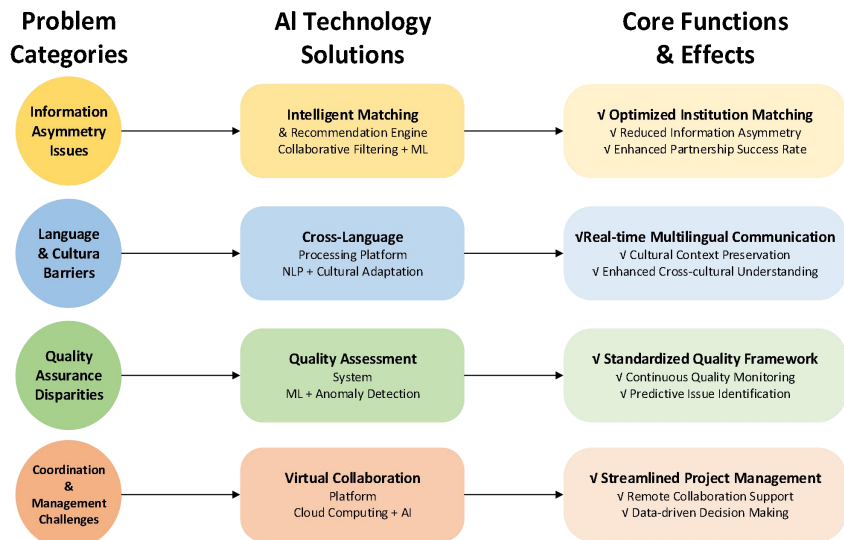 Problem
Categories
AI Technology
Solutions
Core Functions
& Effects
Information
Asymmetry
Issues
Intelligent Matching
& Recommendation Engine
Collaborative Filtering + ML
√ Optimized Institution Matching
√ Reduced Information Asymmetry
√ Enhanced Partnership Success Rate
Language
& Cultura
Barriers
Cross-Language
Processing Platform
NLP + Cultural Adaptation
√Real-time Multilingual Communication
√ Cultural Context Preservation
√ Enhanced Cross-cultural Understanding
Quality
Assurance
Disparities
Quality Assessment
System
ML + Anomaly Detection
√ Standardized Quality Framework
√ Continuous Quality Monitoring
√ Predictive Issue Identification
Coordination
&
Management
Challenges
Virtual Collaboration
Platform
Cloud Computing + AI
√ Streamlined Project Management
√ Remote Collaboration Support
√ Data-driven Decision Making